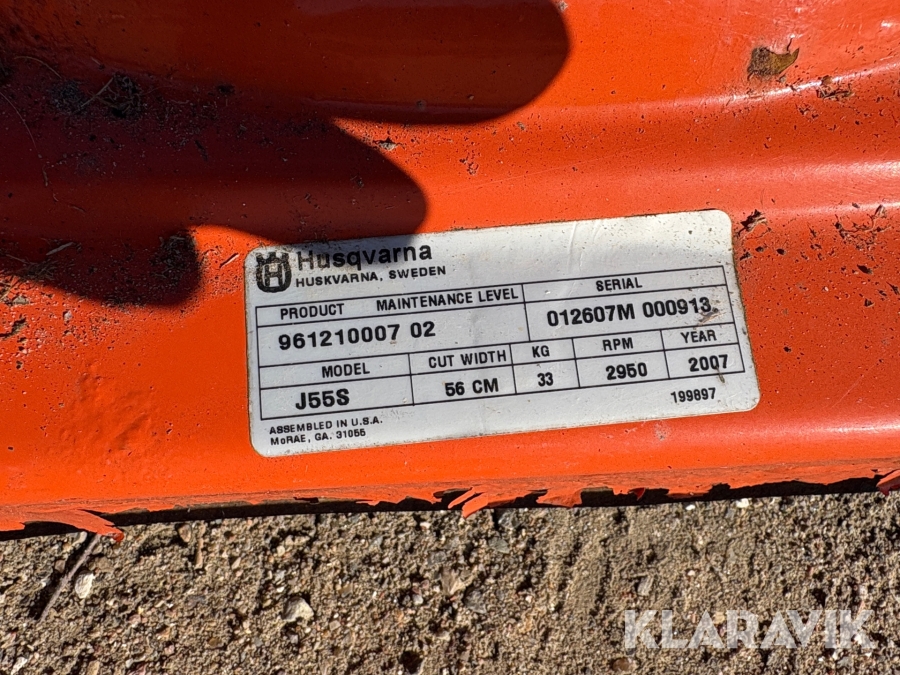 Husqvarna
HUSKVARNA, SWEDEN
PRODUCT MAINTENANCE LEVEL SERIAL
961210007 02 012607M 000913
MODEL CUT WIDTH KG RPM YEAR
J55S 56 CM 33 2950 2007
199897
ASSEMBLED IN U.S.A.
McRAE, GA. 31055
KLARAVIK